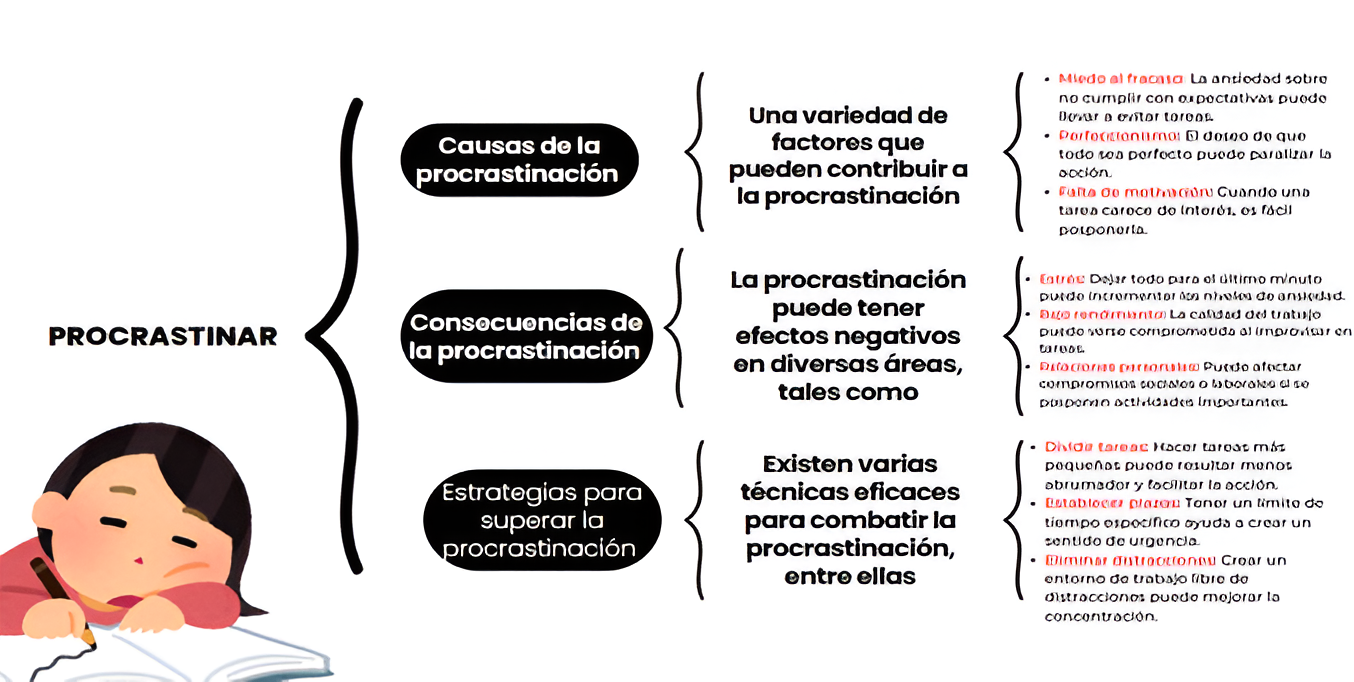 PROCRASTINAR
Causas de la
procrastinación
Una variedad de
factores que
pueden contribuir a
la procrastinación
Miedo al fracaso: La ansiedad sobre
no cumplir con expectativas puede
llevar a evitar tareas.
Perfeccionismo: El deseo de que
todo sea perfecto puede paralizar la
acción.
Falta de motivación: Cuando una
tarea carece de interés, es fácil
posponerla.
Consecuencias de
la procrastinación
La procrastinación
puede tener
efectos negativos
en diversas áreas,
tales como
Estrés: Dejar todo para el último minuto
puede incrementar los niveles de ansiedad.
Bajo rendimiento: La calidad del trabajo
puede verse comprometida al improvisar en
tareas.
Relaciones personales: Puede afectar
compromisos sociales o laborales si se
posponen actividades importantes.
Estrategias para
superar la
procrastinación
Existen varias
técnicas eficaces
para combatir la
procrastinación,
entre ellas
Divide tareas: Hacer tareas más
pequeñas puede resultar menos
abrumador y facilitar la acción.
Establecer plazos: Tener un límite de
tiempo específico ayuda a crear un
sentido de urgencia.
Eliminar distracciones: Crear un
entorno de trabajo libre de
distracciones puede mejorar la
concentración.